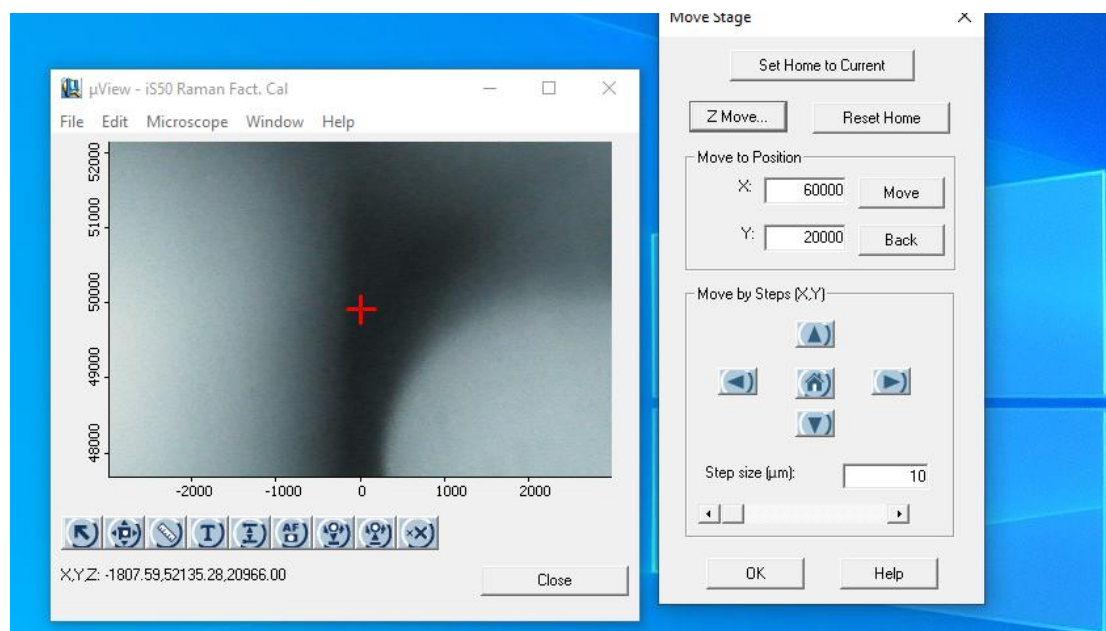 µView - iS50 Raman Fact. Cal
File Edit Microscope Window Help
52000
51000
50000
49000
48000
-2000 -1000 0 1000 2000
T
AF
X,Y,Z: -1807.59,52135.28,20966.00
Close
Move Stage
Set Home to Current
Z Move... Reset Home
Move to Position
X: 60000 Move
Y: 20000 Back
Move by Steps (X,Y)
Step size (µm): 10
OK Help